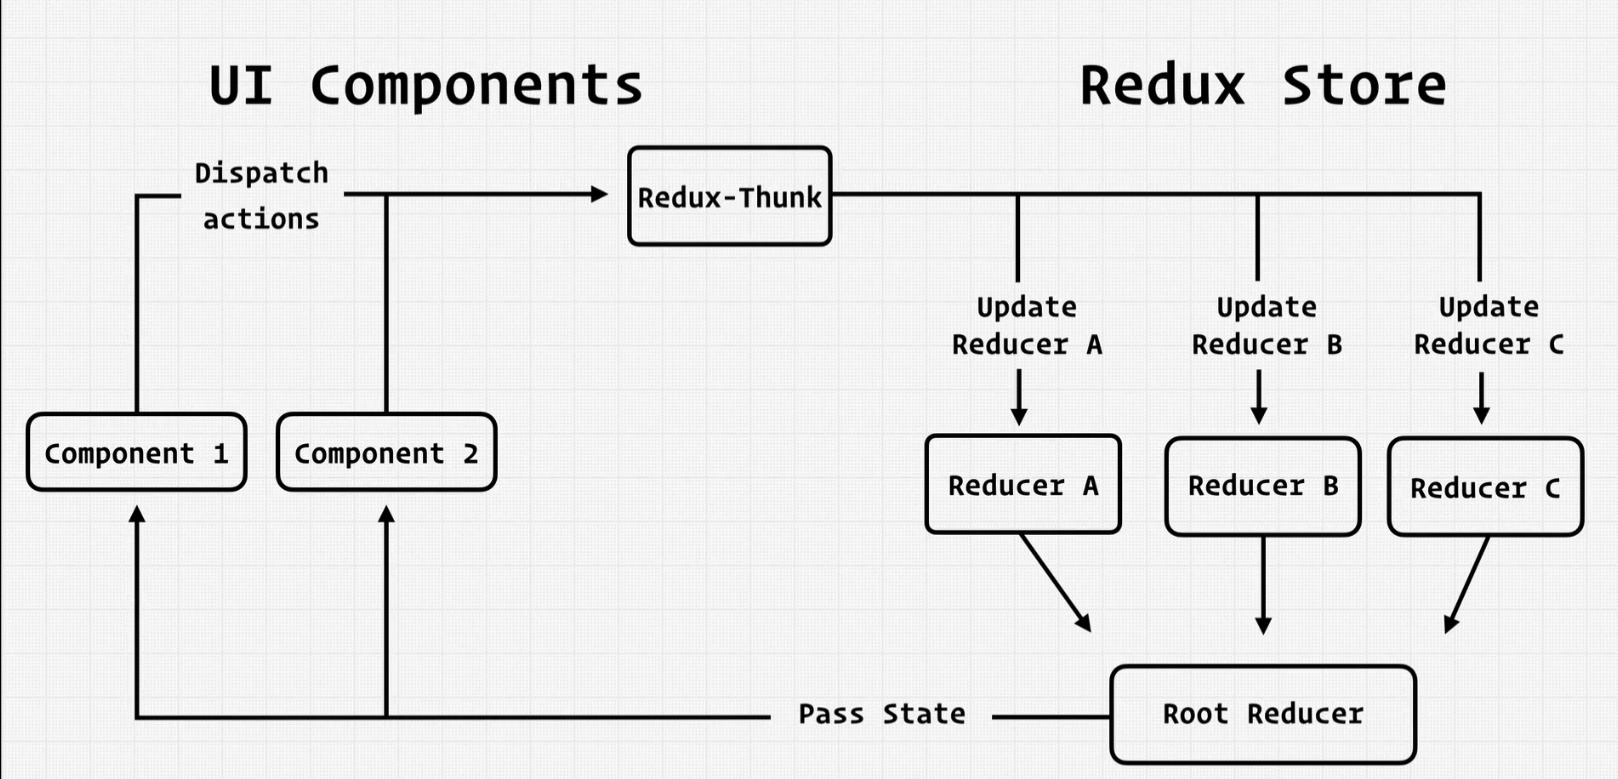 UI Components
Redux Store
Dispatch
actions
Redux-Thunk
Update
Reducer A
Update
Reducer B
Update
Reducer C
Component 1
Component 2
Reducer A
Reducer B
Reducer C
Pass State
Root Reducer